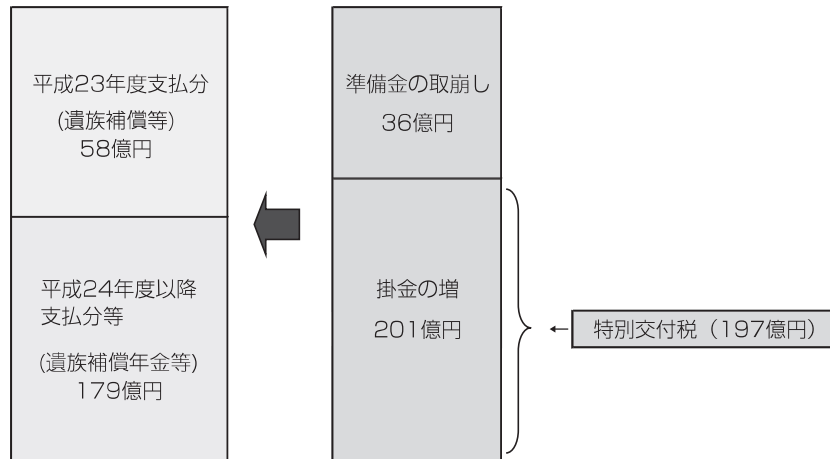 平成23年度支払分
(遺族補償等)
58億円
平成24年度以降
支払分等
(遺族補償年金等)
179億円
準備金の取崩し
36億円
掛金の増
201億円
特別交付税（197億円）